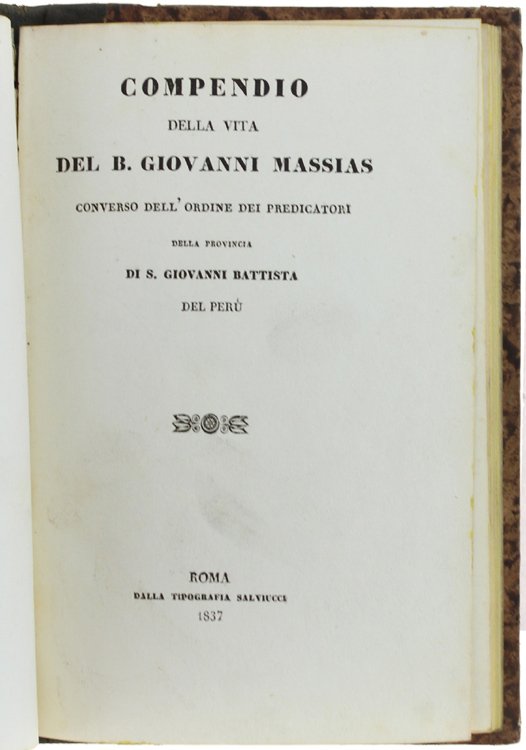 COMPENDIO
DELLA VITA
DEL B. GIOVANNI MASSIAS
CONVERSO DELL'ORDINE DEI PREDICATORI
DELLA PROVINCIA
DI S. GIOVANNI BATTISTA
DEL PERÙ
ROMA
DALLA TIPOGRAFIA SALVIUCCI
1837